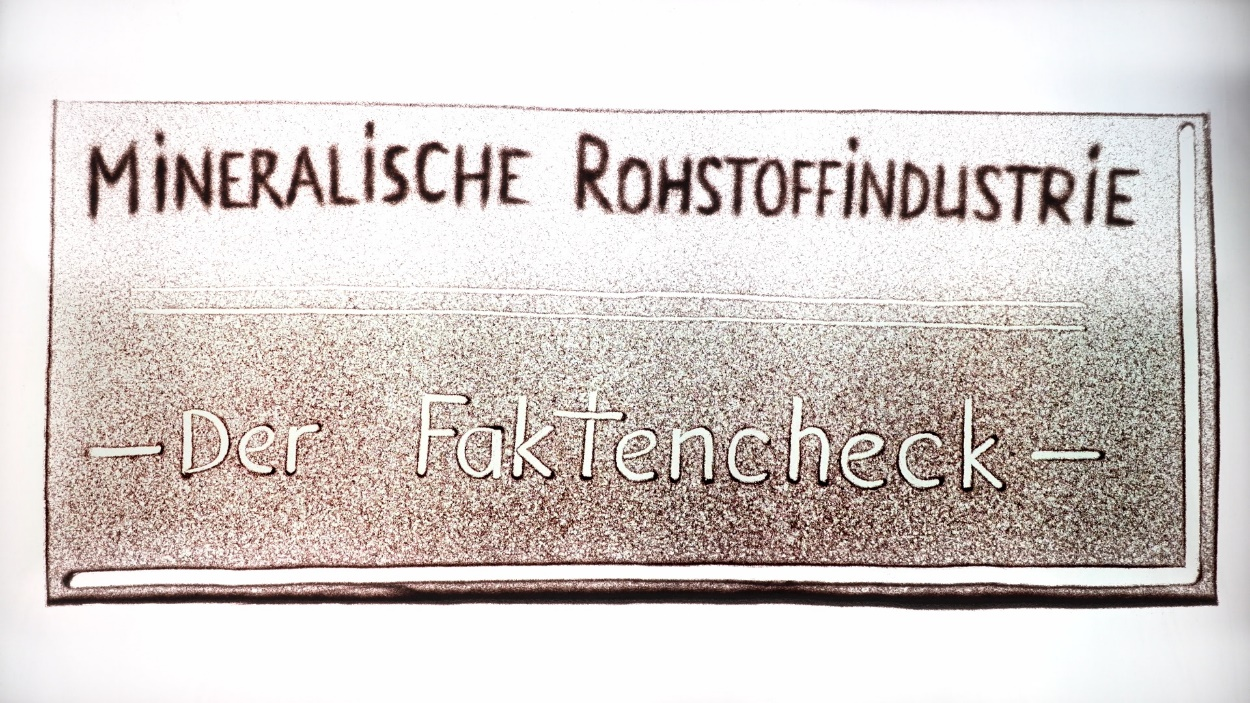 MiNERALiSCHE ROHSTOFFiNDUSTRiE
— Der Faktencheck —